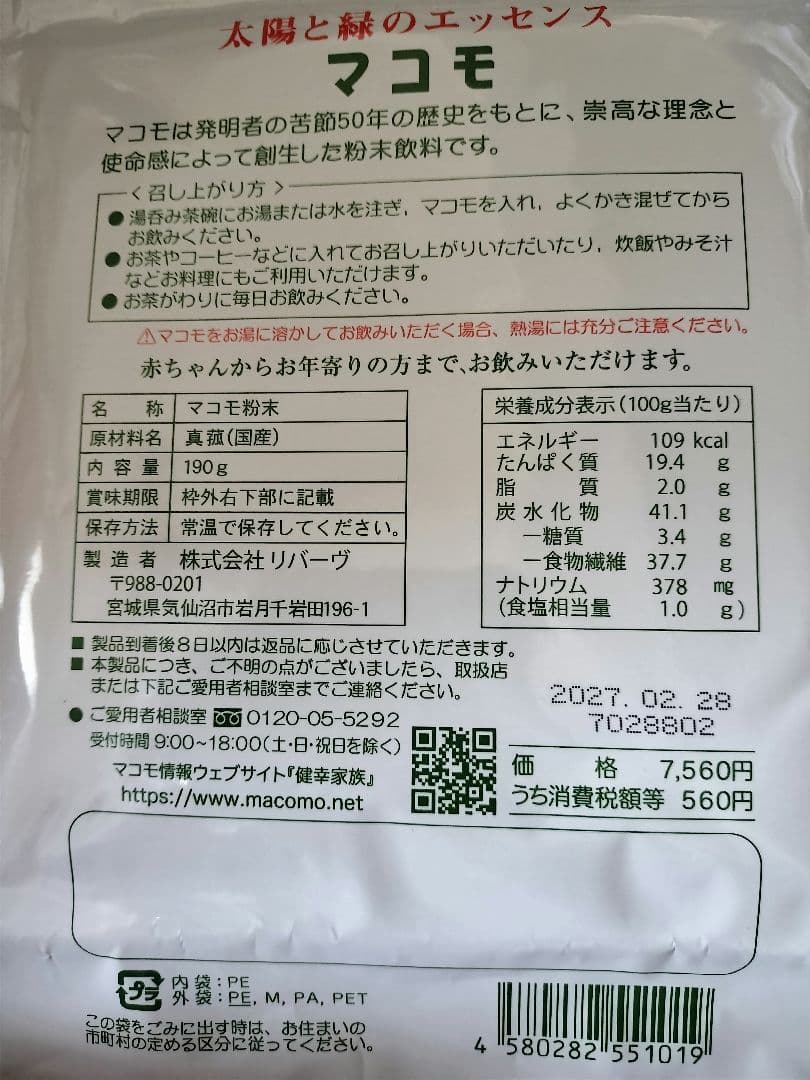 太陽と緑のエッセンス
マコモ
マコモは発明者の苦節50年の歴史をもとに、崇高な理念と
使命感によって創生した粉末飲料です。
<召し上がり方>
●湯呑み茶碗にお湯または水を注ぎ，マコモを入れ，よくかき混ぜてから
お飲みください。
●お茶やコーヒーなどに入れてお召し上がりいただいたり，炊飯やみそ汁
などお料理にもご利用いただけます。
●お茶がわりに毎日お飲みください。
⚠マコモをお湯に溶かしてお飲みいただく場合、熱湯には充分ご注意ください。
赤ちゃんからお年寄りの方まで、お飲みいただけます。
名称 マコモ粉末
原材料名 真菰(国産)
内容量 190g
賞味期限 枠外右下部に記載
保存方法 常温で保存してください。
製造者 株式会社リバーヴ
〒988-0201
宮城県気仙沼市岩月千岩田196-1
栄養成分表示(100g当たり)
エネルギー 109 kcal
たんぱく質 19.4 g
脂質 2.0 g
炭水化物 41.1 g
ー糖質 3.4 g
ー食物繊維 37.7 g
ナトリウム 378 mg
(食塩相当量 1.0 g)
■製品到着後8日以内は返品に応じさせていただきます。
■本製品につき、ご不明の点がございましたら、取扱店
または下記ご愛用者相談室までご連絡ください。
●ご愛用者相談室 0120-05-5292
受付時間 9:00~18:00(土・日・祝日を除く)
マコモ情報ウェブサイト『健幸家族』
https://www.macomo.net
2027. 02. 28
7028802
価格 7,560円
うち消費税額等 560円
プラ
内袋：PE
外袋：PE, M, PA, PET
この袋をごみに出す時は、お住まいの
市町村の定める区分に従ってください。
4 580282 551019